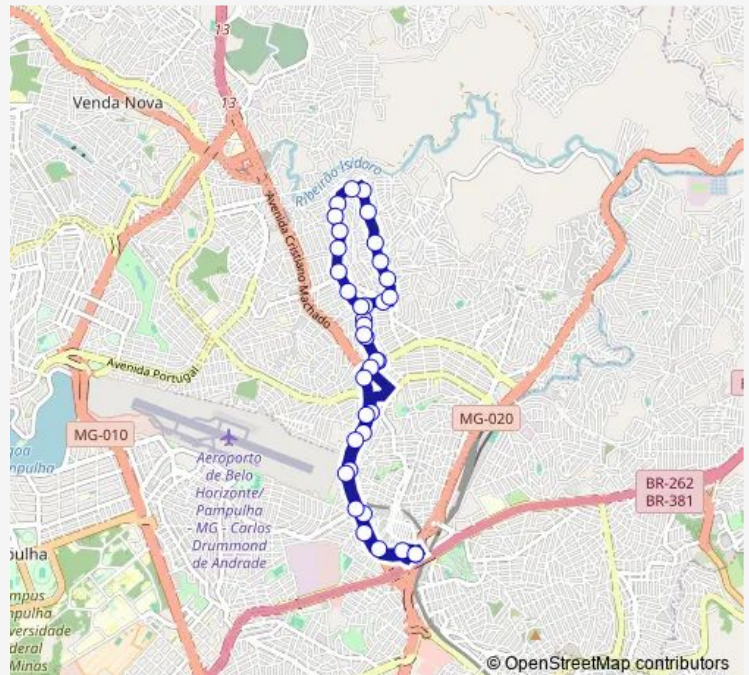 13
Venda Nova
13
Ribeirão Isidoro
Avenida Cristiano Machado
Avenida Portugal
MG-010
MG-020
Aeroporto
de Belo
Horizonte/
Pampulha
- MG - Carlos
Drummond
de Andrade
BR-262
BR-381
© OpenStreetMap contributors